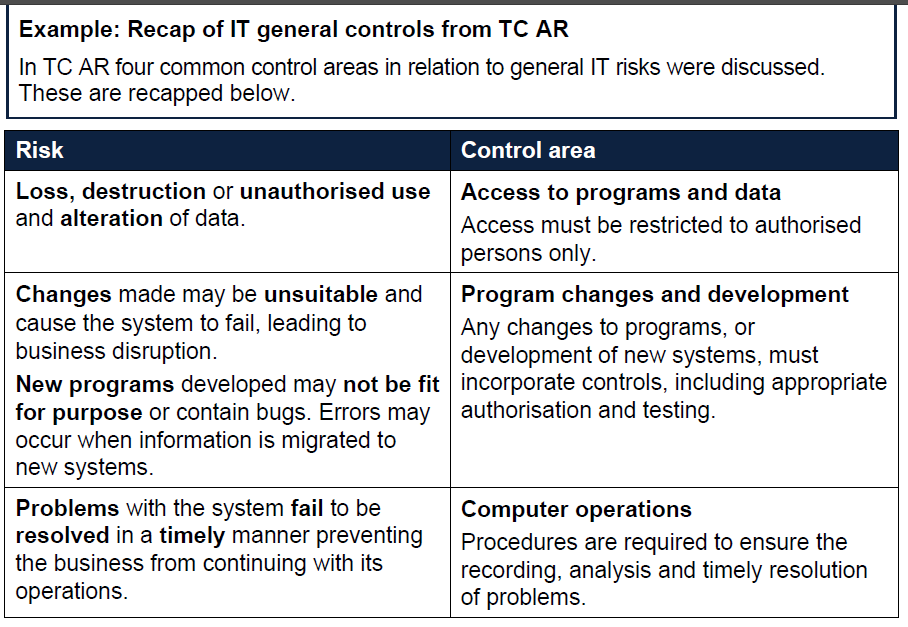 Example: Recap of IT general controls from TC AR
In TC AR four common control areas in relation to general IT risks were discussed.
These are recapped below.
Risk
Control area
Loss, destruction or unauthorised use
and alteration of data.
Access to programs and data
Access must be restricted to authorised
persons only.
Changes made may be unsuitable and
cause the system to fail, leading to
business disruption.
New programs developed may not be fit
for purpose or contain bugs. Errors may
occur when information is migrated to
new systems.
Program changes and development
Any changes to programs, or
development of new systems, must
incorporate controls, including appropriate
authorisation and testing.
Problems with the system fail to be
resolved in a timely manner preventing
the business from continuing with its
operations.
Computer operations
Procedures are required to ensure the
recording, analysis and timely resolution
of problems.